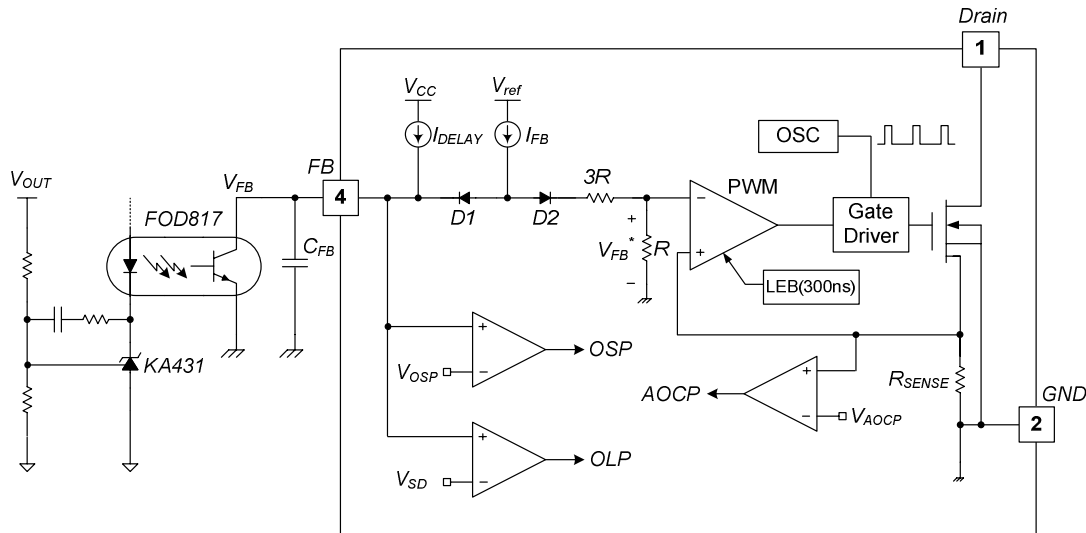 Drain
1
VCC
Vref
IDELAY
IFB
OSC
FB
4
3R
PWM
VOUT
VFB
D1
D2
Gate
Driver
FOD817
CFB
+
VFB*
R
−
−
+
LEB(300ns)
KA431
+
VOSP
−
OSP
AOCP
+
−
VAOCP
RSENSE
GND
2
+
VSD
−
OLP